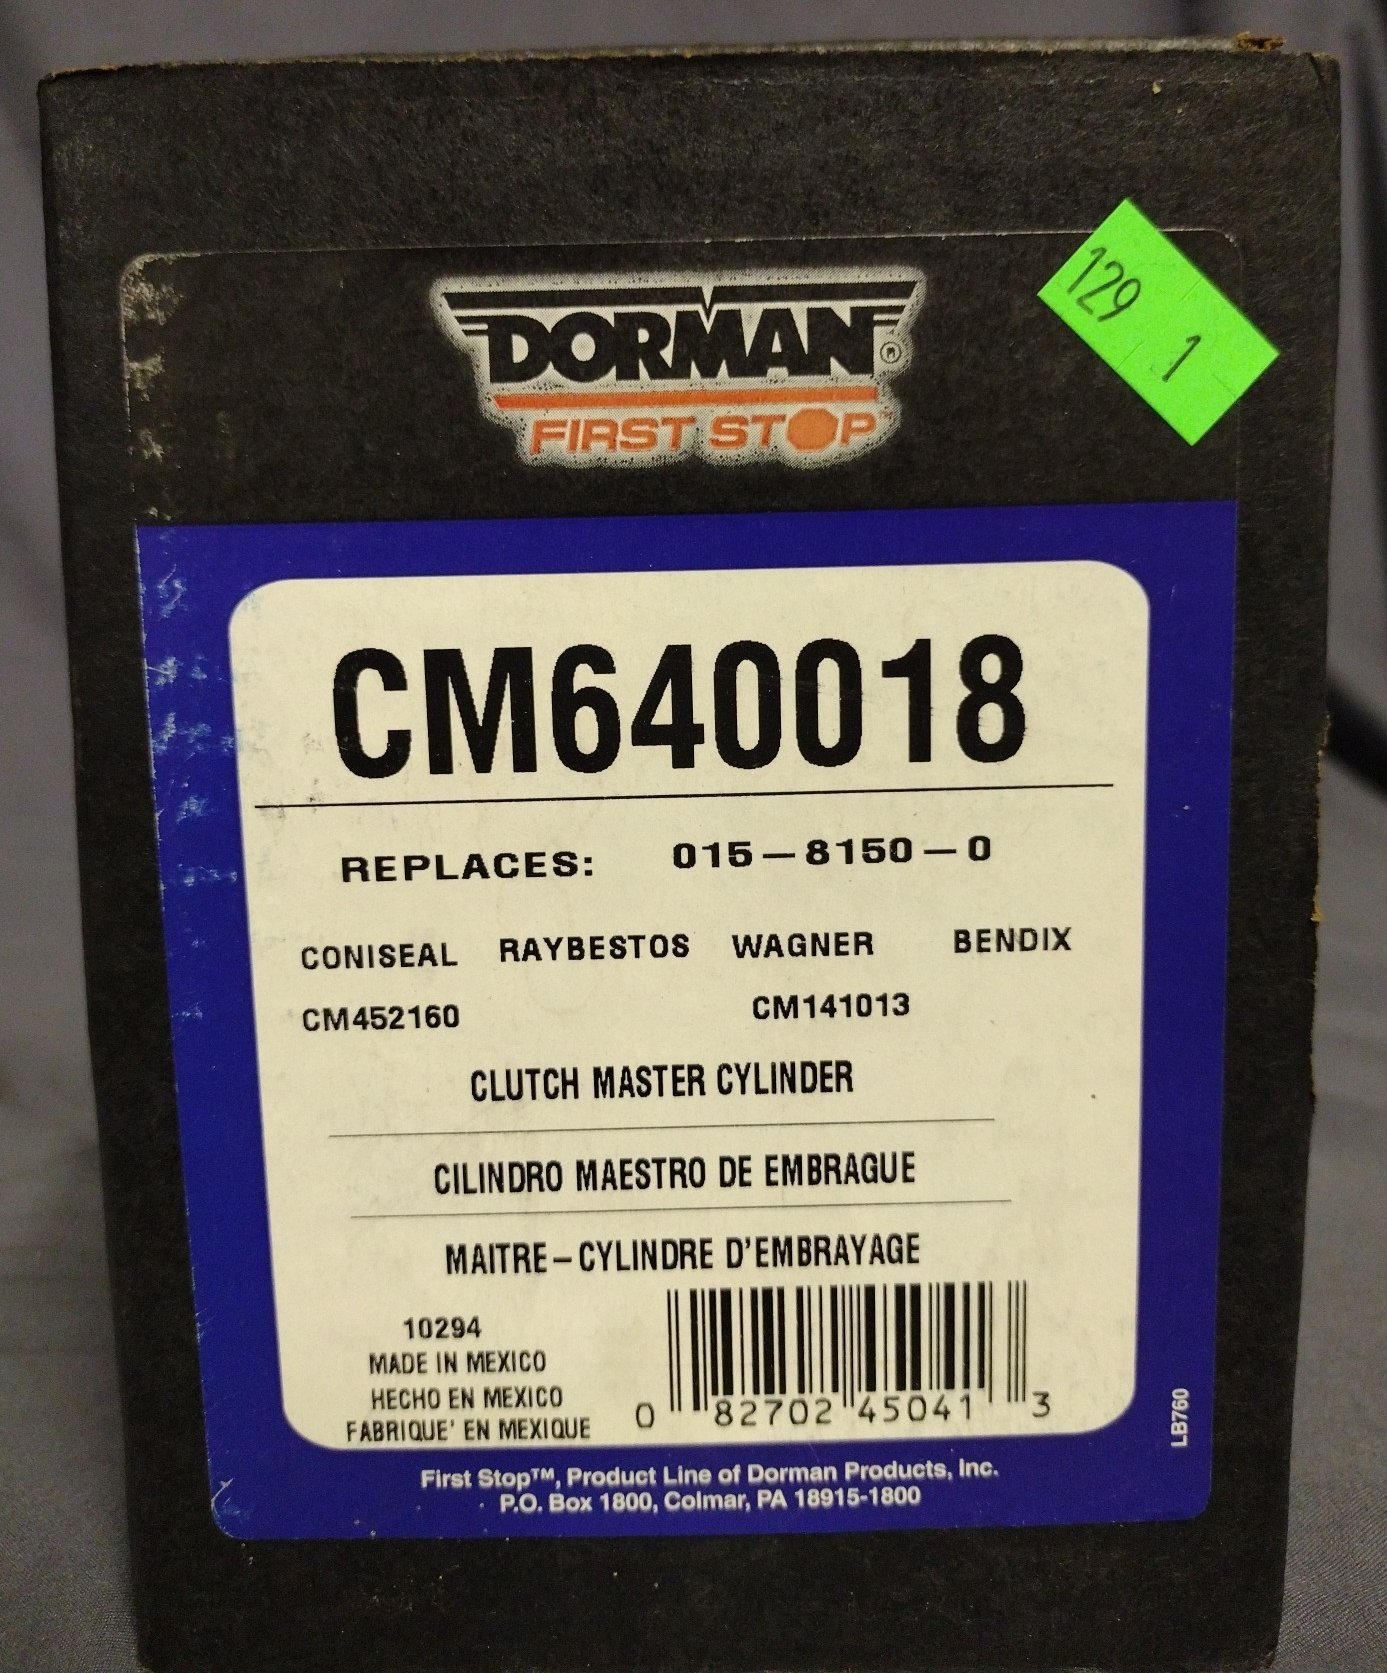 129 1
DORMAN®
FIRST STOP
CM640018
REPLACES: 015-8150-0
CONISEAL RAYBESTOS WAGNER BENDIX
CM452160 CM141013
CLUTCH MASTER CYLINDER
CILINDRO MAESTRO DE EMBRAGUE
MAITRE-CYLINDRE D'EMBRAYAGE
10294
MADE IN MEXICO
HECHO EN MEXICO
FABRIQUE' EN MEXIQUE
0 82702 45041 3
LB760
First Stop™, Product Line of Dorman Products, Inc.
P.O. Box 1800, Colmar, PA 18915-1800